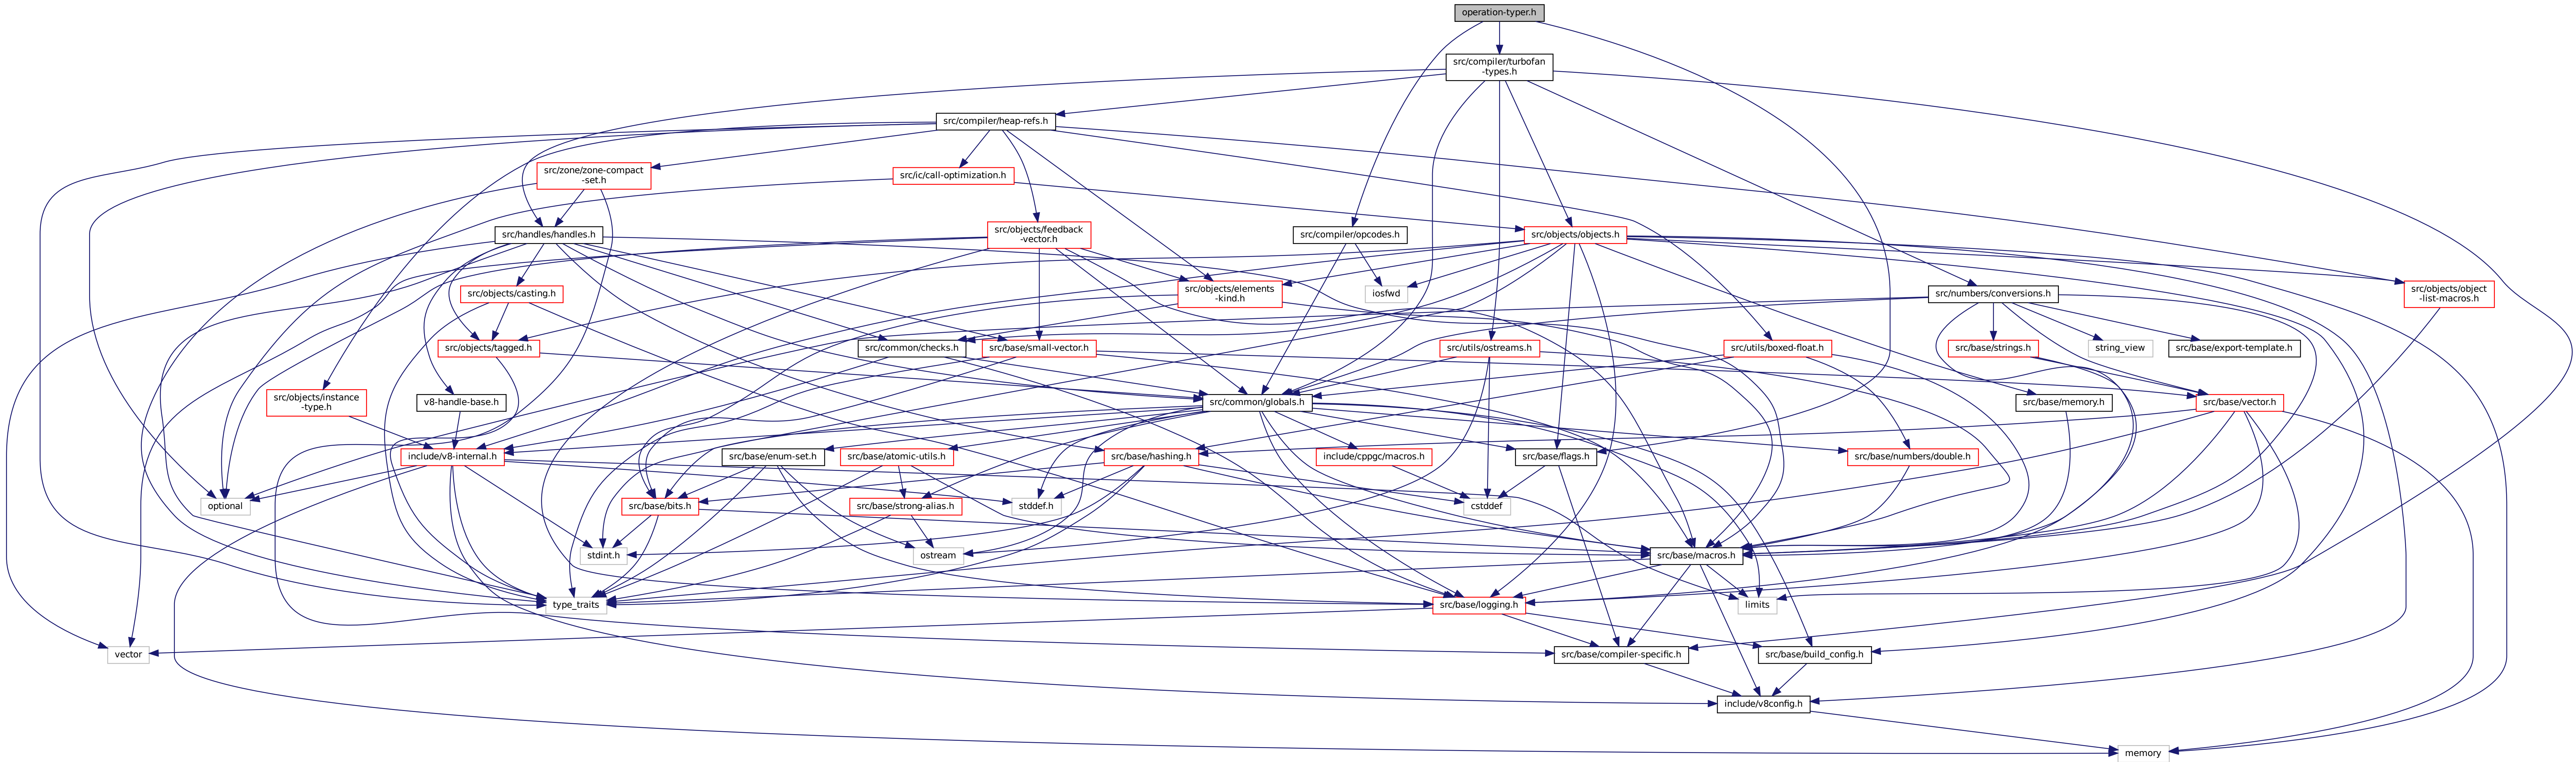 operation-typer.h
src/compiler/turbofan
-types.h
src/compiler/heap-refs.h
src/zone/zone-compact
-set.h
src/ic/call-optimization.h
src/handles/handles.h
src/objects/feedback
-vector.h
src/compiler/opcodes.h
src/objects/objects.h
src/objects/casting.h
src/objects/elements
-kind.h
iosfwd
src/numbers/conversions.h
src/objects/object
-list-macros.h
src/objects/tagged.h
src/common/checks.h
src/base/small-vector.h
src/utils/ostreams.h
src/utils/boxed-float.h
src/base/strings.h
string_view
src/base/export-template.h
src/objects/instance
-type.h
v8-handle-base.h
src/common/globals.h
src/base/memory.h
src/base/vector.h
include/v8-internal.h
src/base/enum-set.h
src/base/atomic-utils.h
src/base/hashing.h
include/cppgc/macros.h
src/base/flags.h
src/base/numbers/double.h
optional
src/base/bits.h
src/base/strong-alias.h
stddef.h
cstddef
stdint.h
ostream
src/base/macros.h
type_traits
src/base/logging.h
limits
vector
src/base/compiler-specific.h
src/base/build_config.h
include/v8config.h
memory